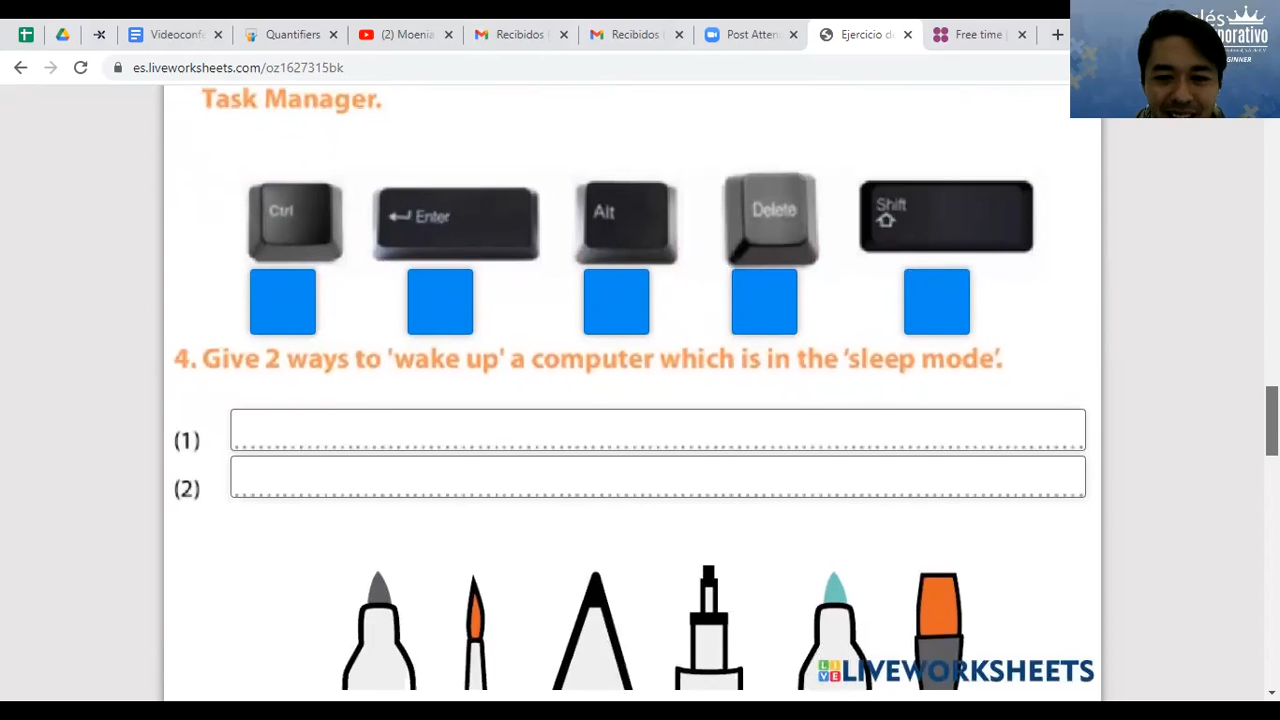 Videoconf
Quantifiers
(2) Moenia
Recibidos
Recibidos
Post Atten
Ejercicio d
Free time |
es.liveworksheets.com/oz1627315bk
Task Manager.
Ctrl
Enter
Alt
Delete
Shift
4. Give 2 ways to 'wake up' a computer which is in the 'sleep mode'.
(1)
(2)
LIVEWORKSHEETS